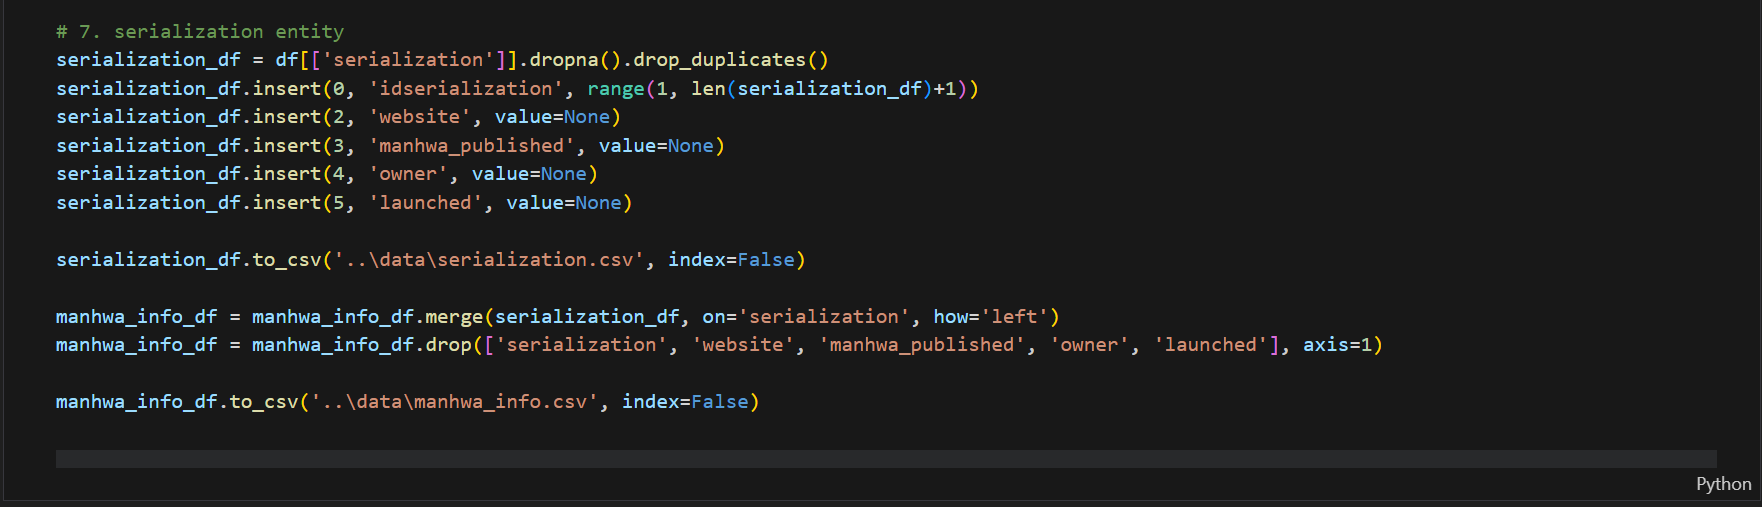 # 7. serialization entity
serialization_df = df[['serialization']].dropna().drop_duplicates()
serialization_df.insert(0, 'idserialization', range(1, len(serialization_df)+1))
serialization_df.insert(2, 'website', value=None)
serialization_df.insert(3, 'manhwa_published', value=None)
serialization_df.insert(4, 'owner', value=None)
serialization_df.insert(5, 'launched', value=None)
serialization_df.to_csv('..\data\serialization.csv', index=False)
manhwa_info_df = manhwa_info_df.merge(serialization_df, on='serialization', how='left')
manhwa_info_df = manhwa_info_df.drop(['serialization', 'website', 'manhwa_published', 'owner', 'launched'], axis=1)
manhwa_info_df.to_csv('..\data\manhwa_info.csv', index=False)
Python